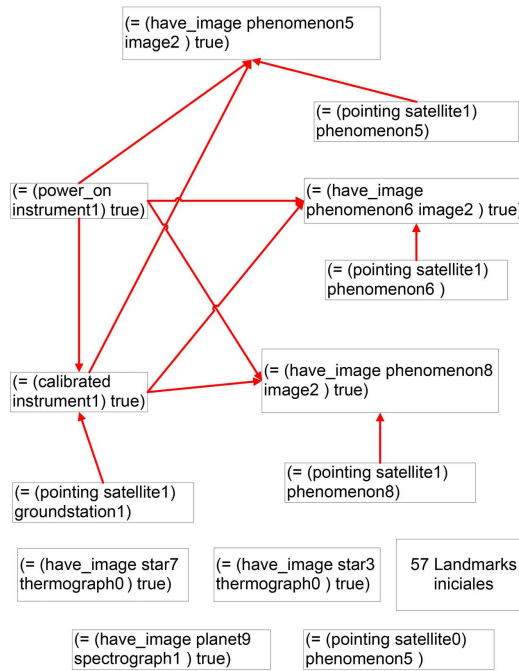 (= (have_image phenomenon5
image2 ) true)
(= (pointing satellite1)
phenomenon5)
(= (power_on
instrument1) true)
(= (have_image
phenomenon6 image2 ) true)
(= (pointing satellite1)
phenomenon6 )
(= (calibrated
instrument1) true)
(= (have_image phenomenon8
image2 ) true)
(= (pointing satellite1)
groundstation1)
(= (pointing satellite1)
phenomenon8)
(= (have_image star7
thermograph0 ) true)
(= (have_image star3
thermograph0 ) true)
57 Landmarks
iniciales
(= (have_image planet9
spectrograph1 ) true)
(= (pointing satellite0)
phenomenon5 )